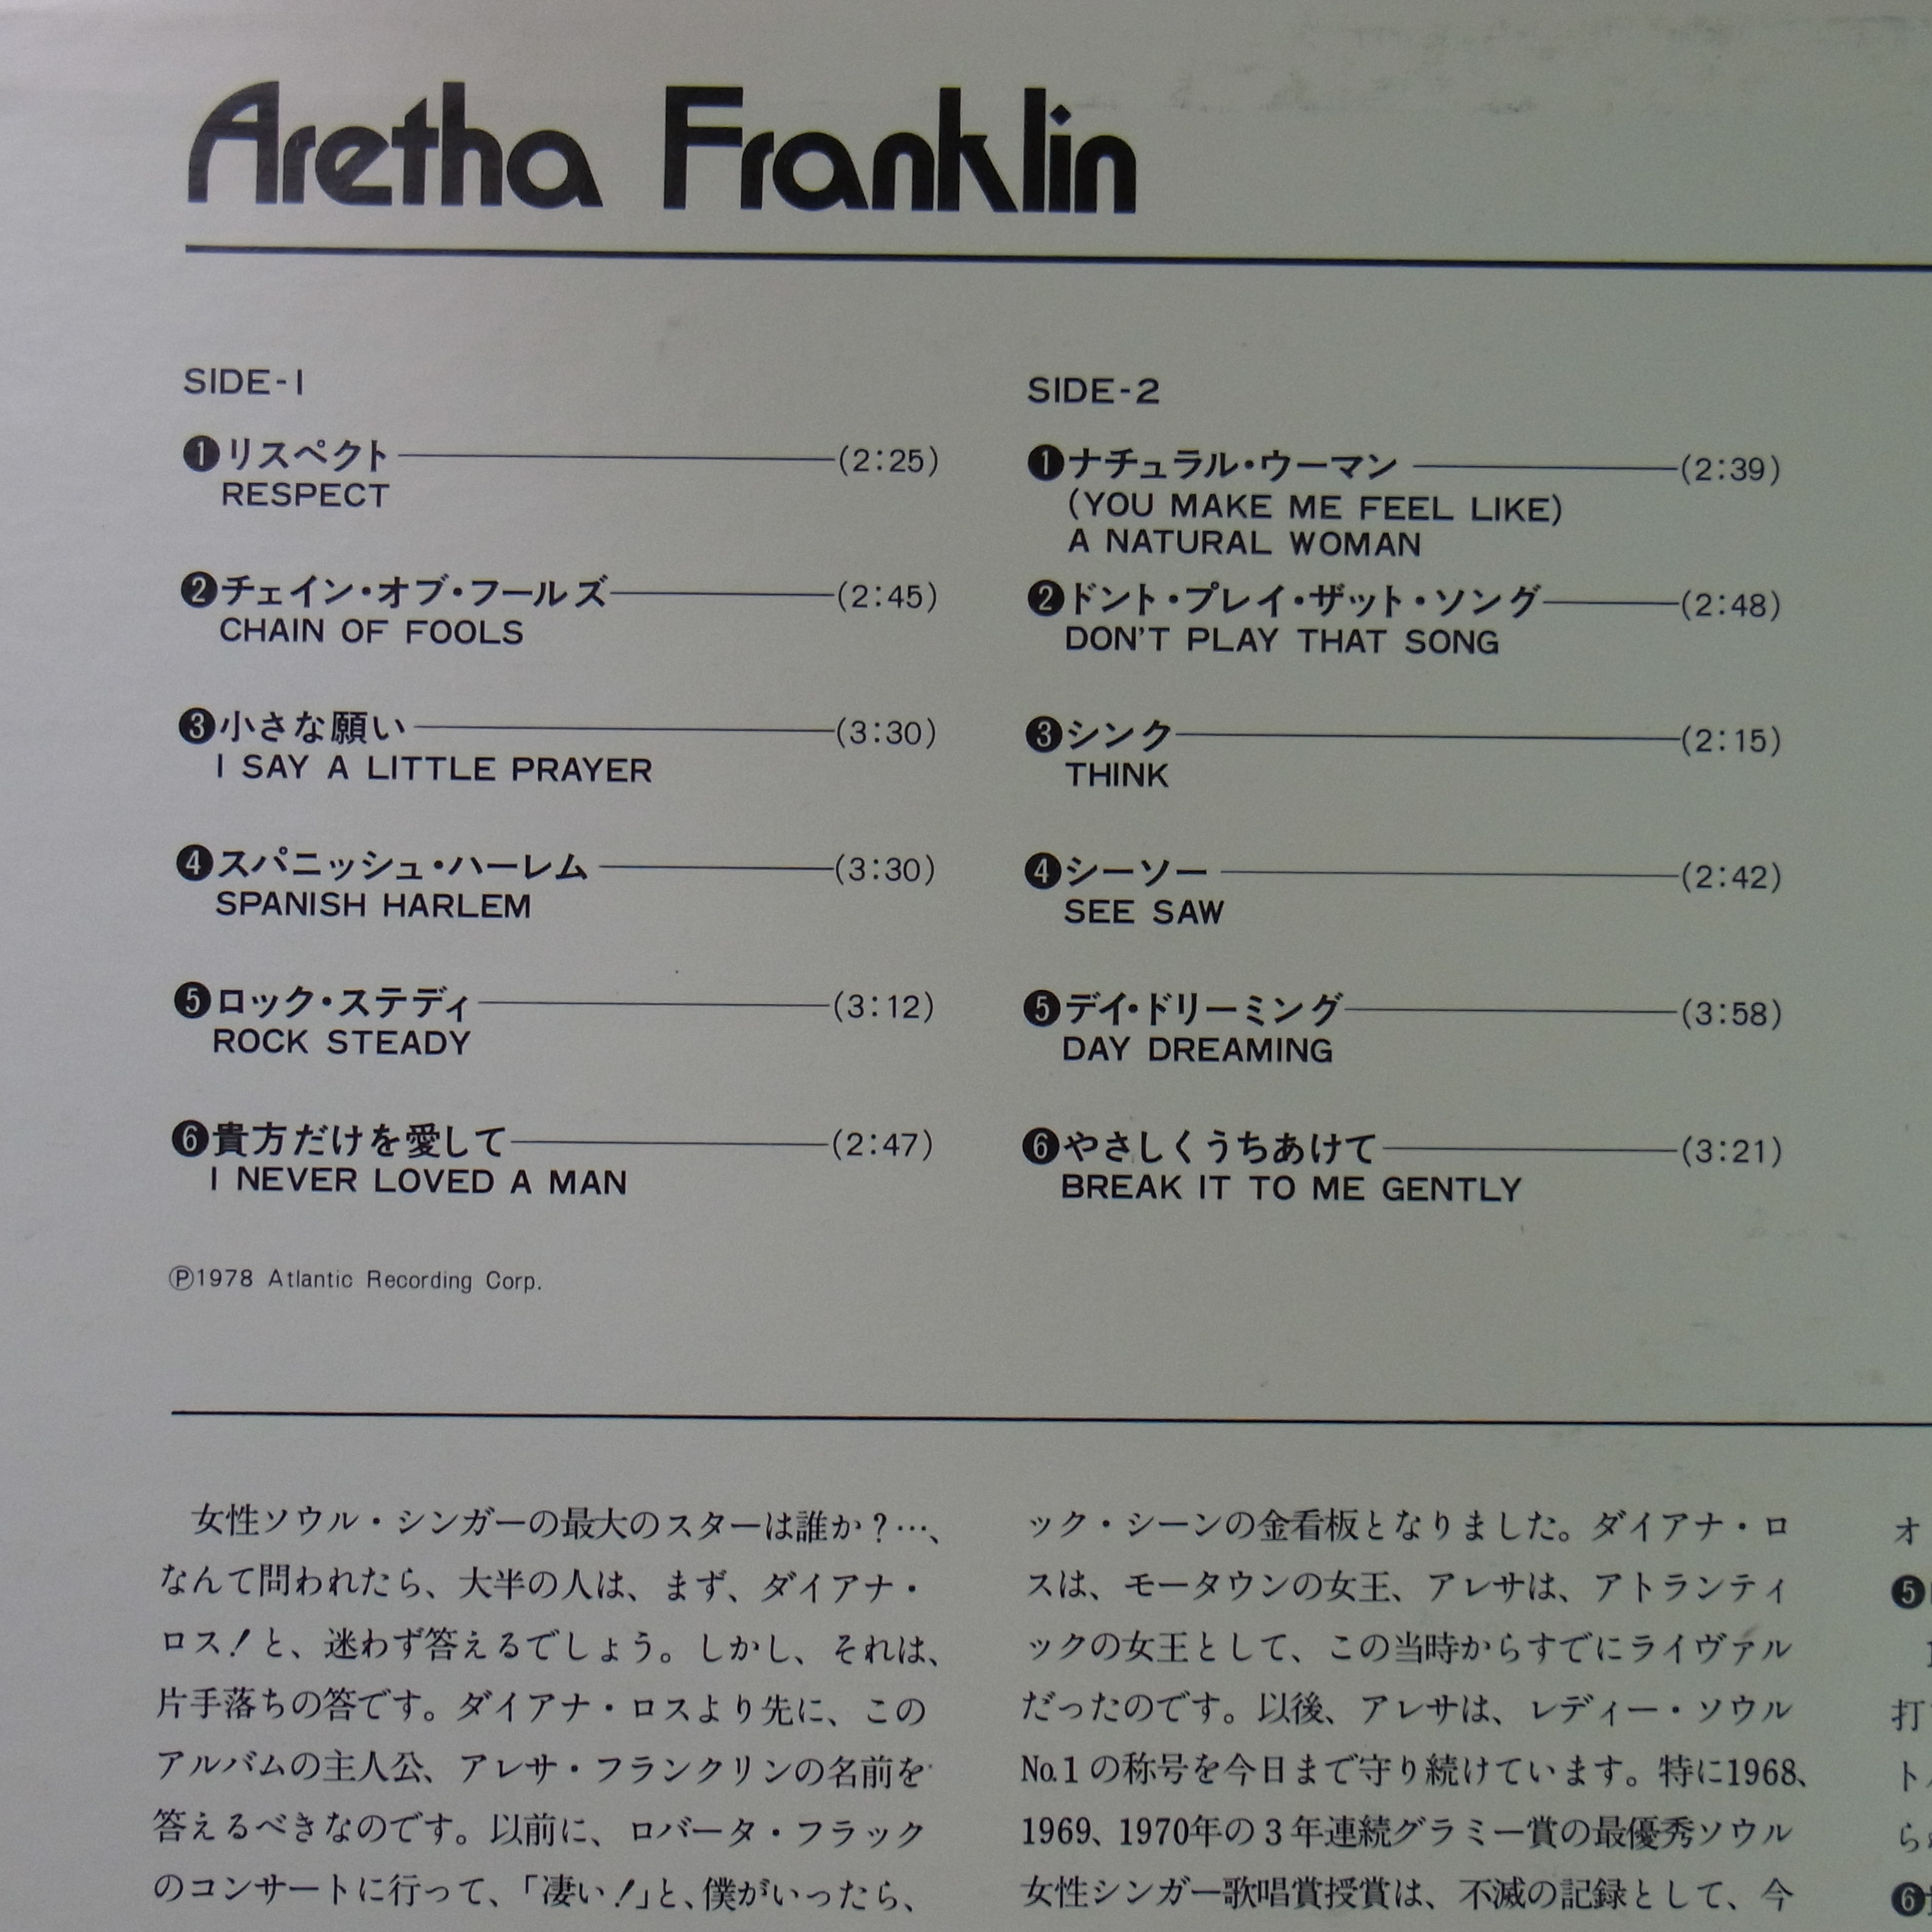 Aretha Franklin
SIDE-1
❶リスペクト (2:25)
RESPECT
❷チェイン・オブ・フールズ (2:45)
CHAIN OF FOOLS
❸小さな願い (3:30)
I SAY A LITTLE PRAYER
❹スパニッシュ・ハーレム (3:30)
SPANISH HARLEM
❺ロック・ステディ (3:12)
ROCK STEADY
❻貴方だけを愛して (2:47)
I NEVER LOVED A MAN
SIDE-2
❶ナチュラル・ウーマン (2:39)
(YOU MAKE ME FEEL LIKE)
A NATURAL WOMAN
❷ドント・プレイ・ザット・ソング (2:48)
DON'T PLAY THAT SONG
❸シンク (2:15)
THINK
❹シーソー (2:42)
SEE SAW
❺デイ・ドリーミング (3:58)
DAY DREAMING
❻やさしくうちあけて (3:21)
BREAK IT TO ME GENTLY
Ⓟ1978 Atlantic Recording Corp.
女性ソウル・シンガーの最大のスターは誰か？…、
なんて問われたら、大半の人は、まず、ダイアナ・
ロス！と、迷わず答えるでしょう。しかし、それは、
片手落ちの答です。ダイアナ・ロスより先に、この
アルバムの主人公、アレサ・フランクリンの名前を
答えるべきなのです。以前に、ロバータ・フラック
のコンサートに行って、「凄い！」と、僕がいったら、
ック・シーンの金看板となりました。ダイアナ・ロ
スは、モータウンの女王、アレサは、アトランティ
ックの女王として、この当時からすでにライヴァル
だったのです。以後、アレサは、レディー・ソウル
No.1の称号を今日まで守り続けています。特に1968、
1969、1970年の3年連続グラミー賞の最優秀ソウル
女性シンガー歌唱賞授賞は、不滅の記録として、今
オ
❺
打
ト
ら
❻